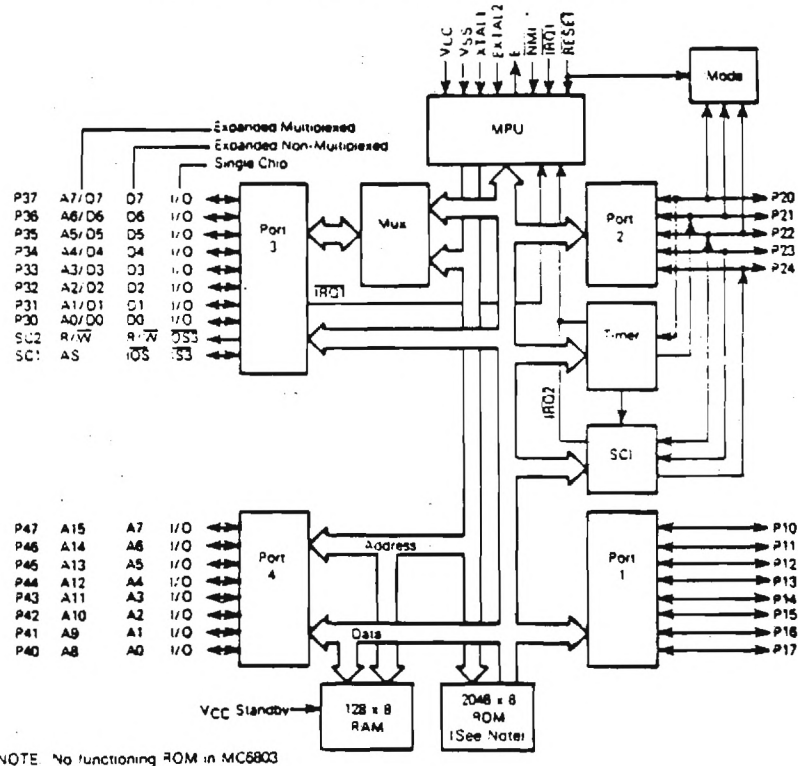 VCC
VSS
XTAL1
EXTAL2
E
NMI
IRQ1
RESET
Mode
MPU
Expanded Multiplexed
Expanded Non-Multiplexed
Single Chip
P37 A7/D7 D7 I/O
P36 A6/D6 D6 I/O
P35 A5/D5 D5 I/O
P34 A4/D4 D4 I/O
P33 A3/D3 D3 I/O
P32 A2/D2 D2 I/O
P31 A1/D1 D1 I/O
P30 A0/D0 D0 I/O
SC2 R/W R/W OS3
SC1 AS IOS IS3
Port
3
Mux
Port
2
P20
P21
P22
P23
P24
IRQ1
Timer
IRQ2
SCI
P47 A15 A7 I/O
P46 A14 A6 I/O
P45 A13 A5 I/O
P44 A12 A4 I/O
P43 A11 A3 I/O
P42 A10 A2 I/O
P41 A9 A1 I/O
P40 A8 A0 I/O
Port
4
Address
Data
Port
1
P10
P11
P12
P13
P14
P15
P16
P17
VCC Standby
128 x 8
RAM
2048 x 8
ROM
(See Note)
NOTE: No functioning ROM in MC6803